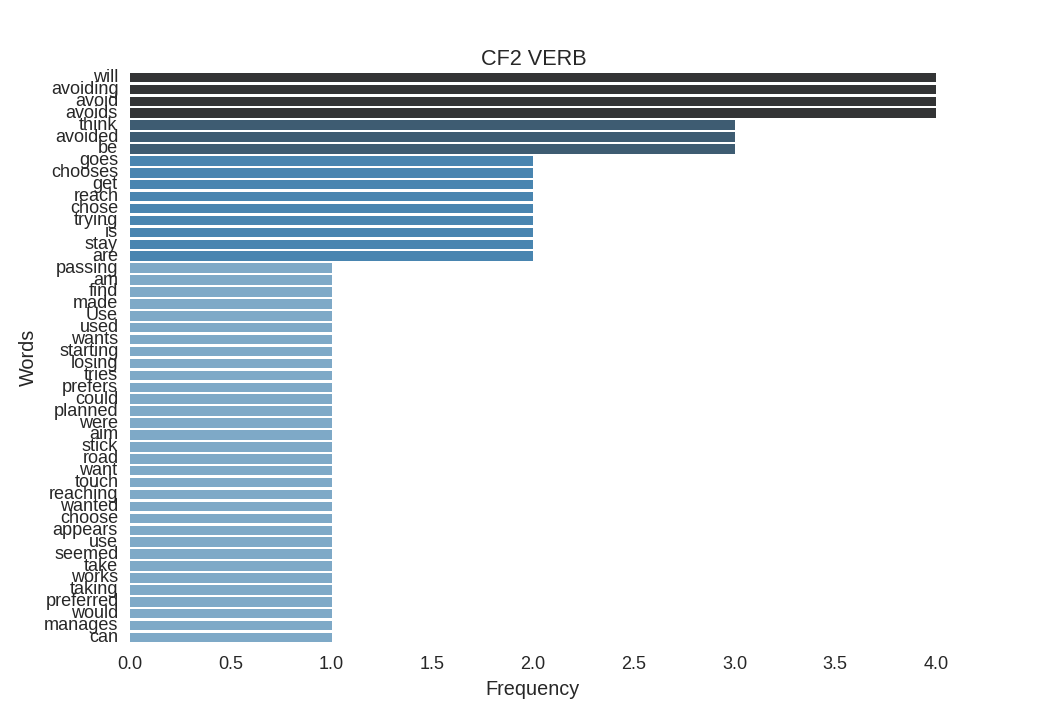 CF2 VERB
will
avoiding
avoid
avoids
think
avoided
be
goes
chooses
get
reach
chose
trying
is
stay
are
passing
am
find
made
Use
used
wants
starting
losing
tries
prefers
could
planned
were
aim
stick
road
want
touch
reaching
wanted
choose
appears
use
seemed
take
works
taking
preferred
would
manages
can
Words
0.0 0.5 1.0 1.5 2.0 2.5 3.0 3.5 4.0
Frequency